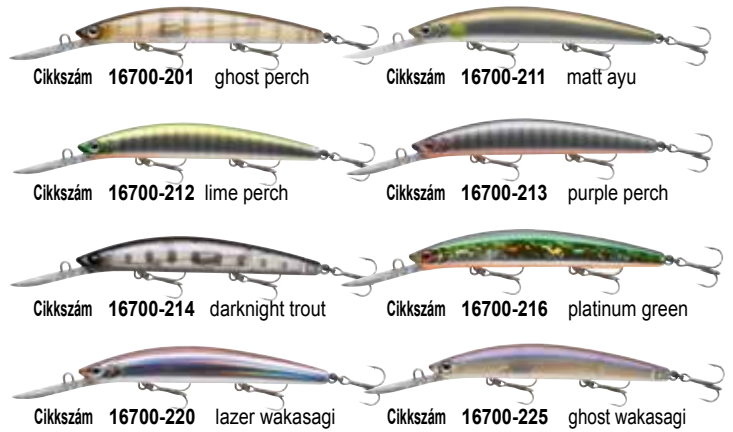 Cikkszám 16700-201 ghost perch
Cikkszám 16700-211 matt ayu
Cikkszám 16700-212 lime perch
Cikkszám 16700-213 purple perch
Cikkszám 16700-214 darknight trout
Cikkszám 16700-216 platinum green
Cikkszám 16700-220 lazer wakasagi
Cikkszám 16700-225 ghost wakasagi